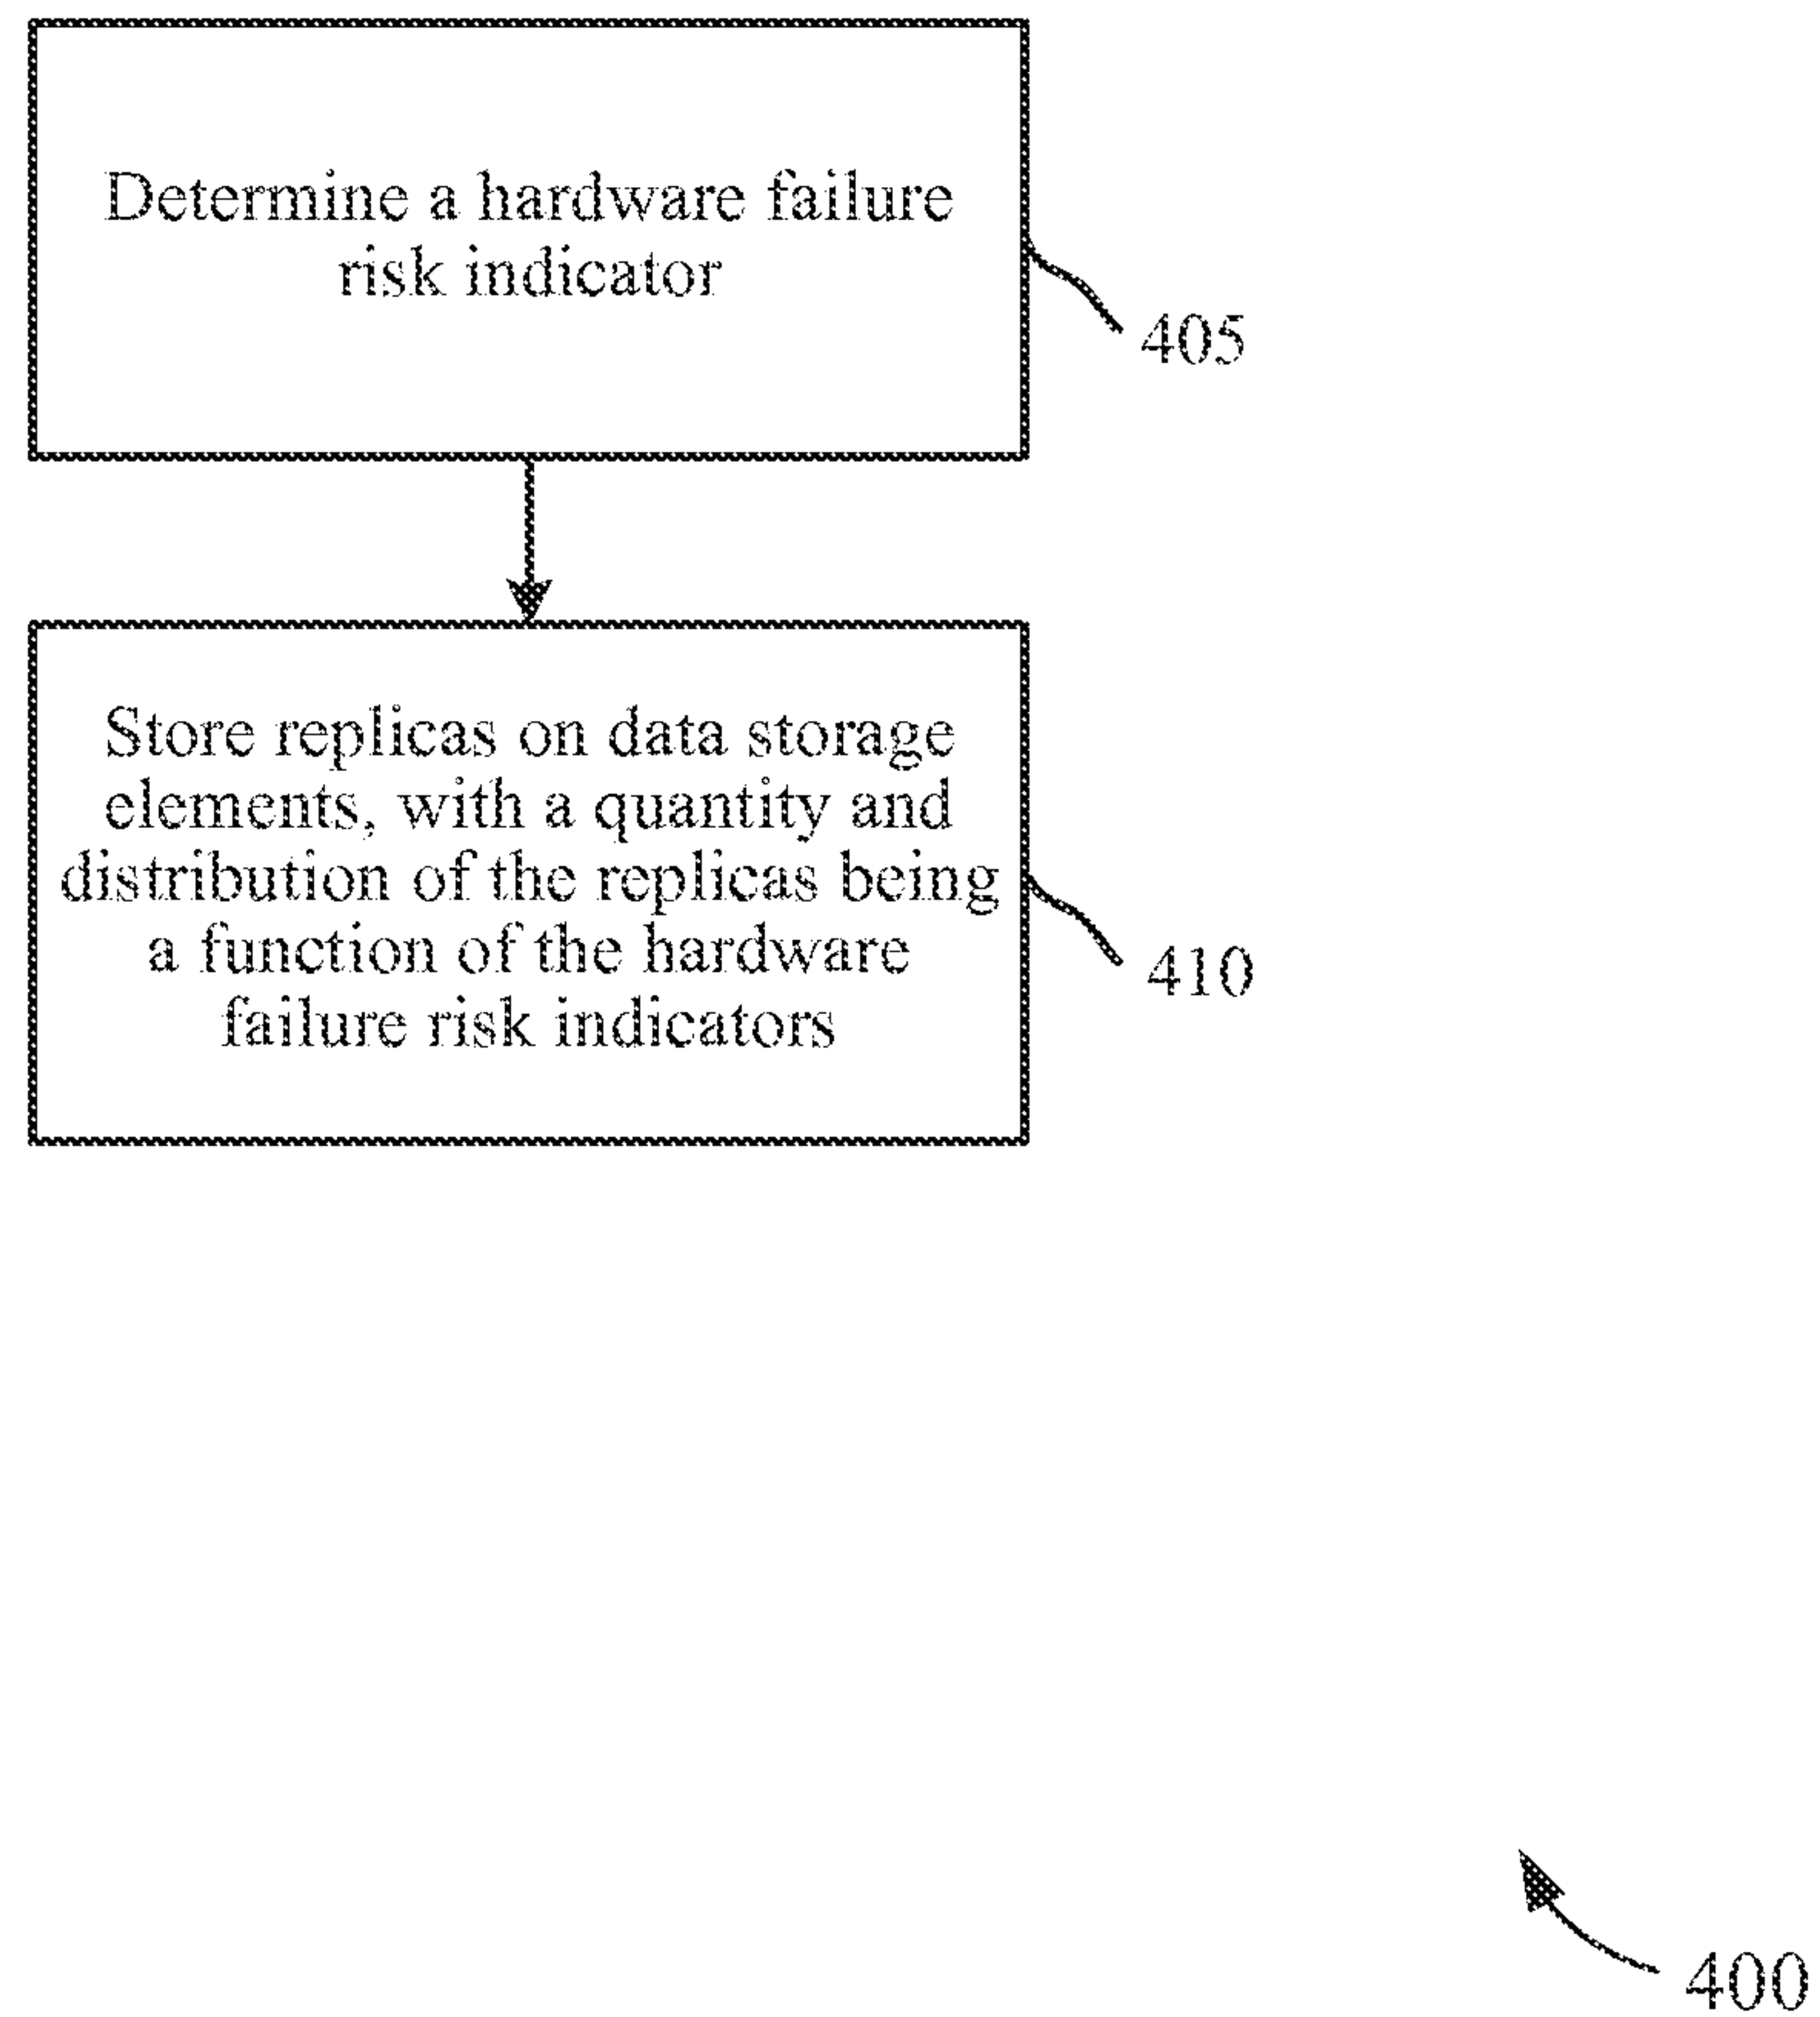 Determine a hardware failure
risk indicator
405
Store replicas on data storage
elements, with a quantity and
distribution of the replicas being
a function of the hardware
failure risk indicators
410
400